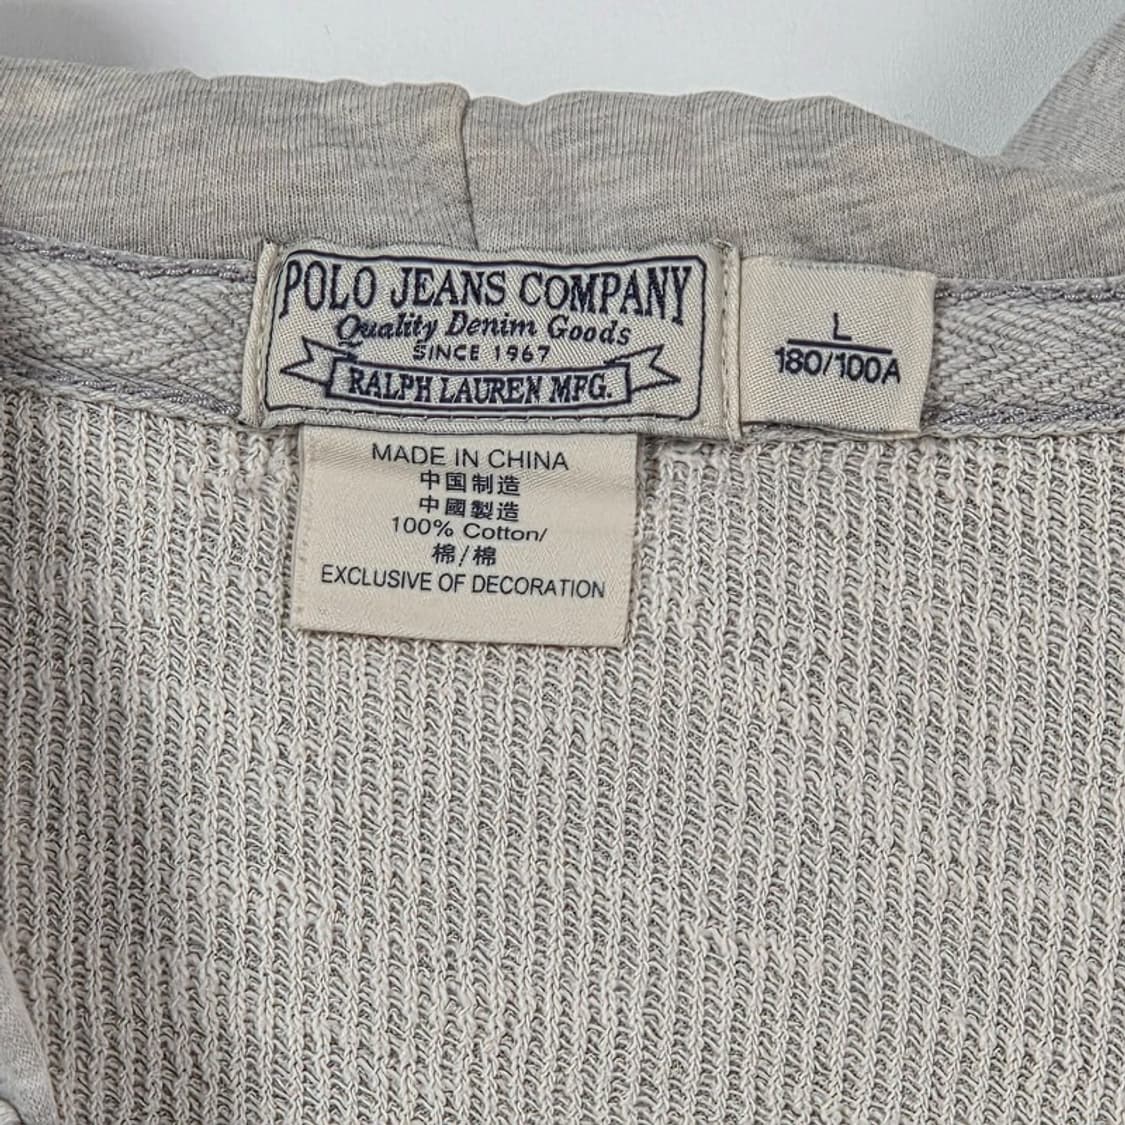 POLO JEANS COMPANY
Quality Denim Goods
SINCE 1967
RALPH LAUREN MFG.
L
180/100A
MADE IN CHINA
中国制造
中國製造
100% Cotton/
棉/棉
EXCLUSIVE OF DECORATION